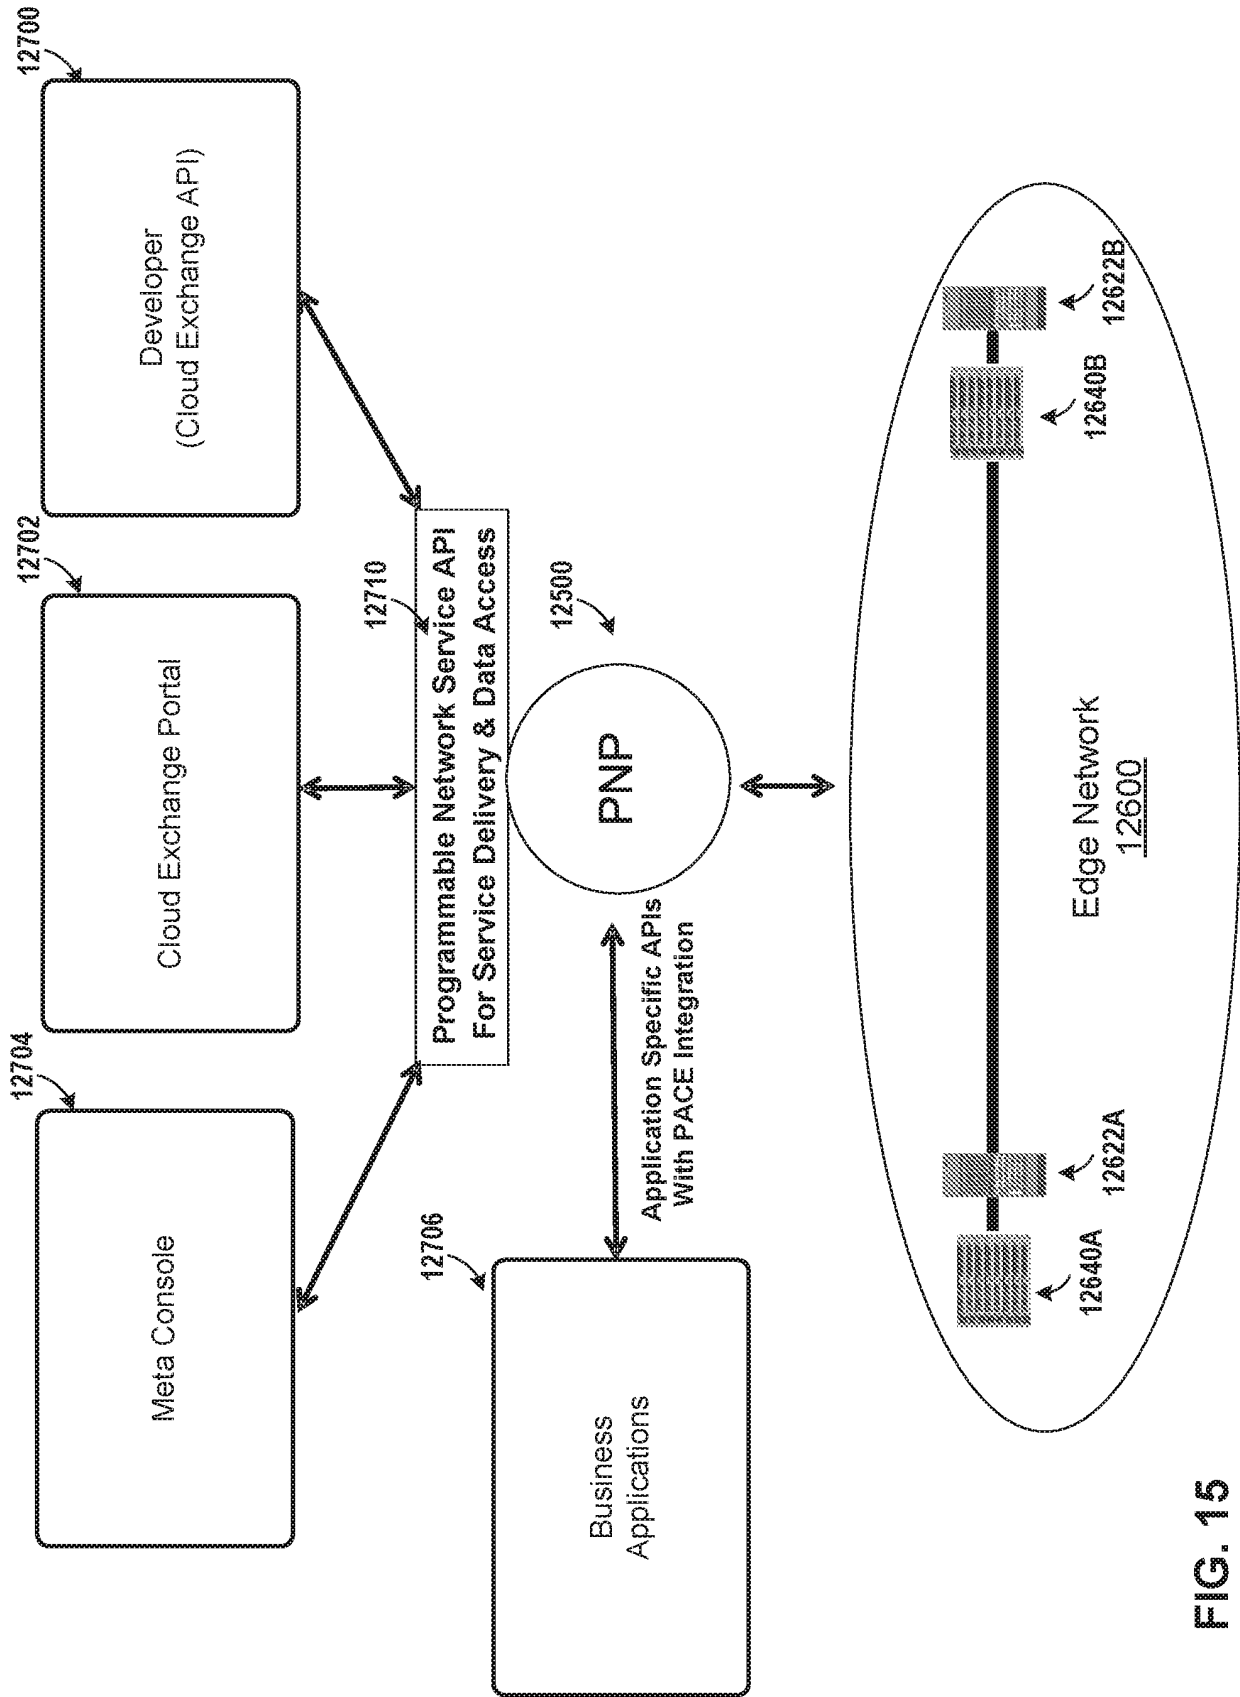 12704
12702
12700
Meta Console
Cloud Exchange Portal
Developer
(Cloud Exchange API)
12710
Programmable Network Service API
For Service Delivery & Data Access
12706
Business
Applications
Application Specific APIs
With PACE Integration
12500
PNP
12640A
12622A
12640B
12622B
Edge Network
12600
FIG. 15